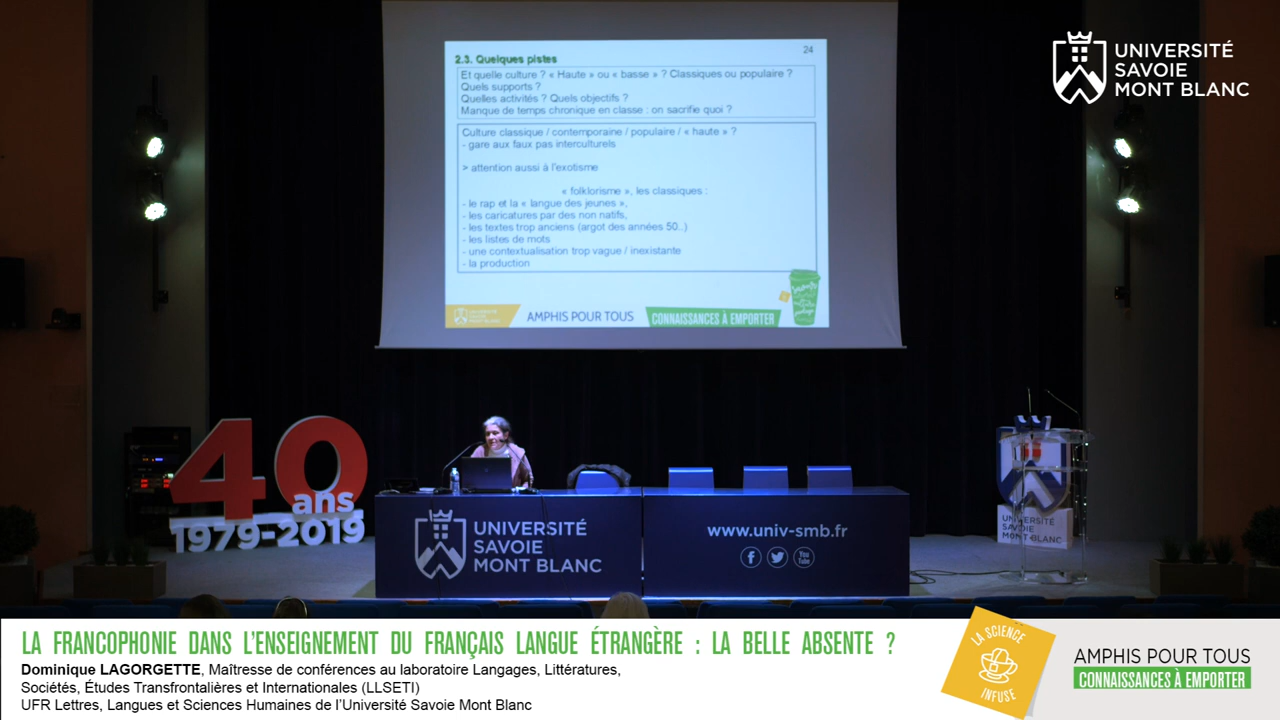 2.3. Quelques pistes
24
Et quelle culture ? « Haute » ou « basse » ? Classiques ou populaire ?
Quels supports ?
Quelles activités ? Quels objectifs ?
Manque de temps chronique en classe : on sacrifie quoi ?
Culture classique / contemporaine / populaire / « haute » ?
- gare aux faux pas interculturels
> attention aussi à l'exotisme
« folklorisme », les classiques :
- le rap et la « langue des jeunes »,
- les caricatures par des non natifs,
- les textes trop anciens (argot des années 50..)
- les listes de mots
- une contextualisation trop vague / inexistante
- la production
AMPHIS POUR TOUS
CONNAISSANCES À EMPORTER
UNIVERSITÉ
SAVOIE
MONT BLANC
40
ans
1979-2019
UNIVERSITÉ
SAVOIE
MONT BLANC
www.univ-smb.fr
You
Tube
UNIVERSITÉ
SAVOIE
MONT BLANC
LA FRANCOPHONIE DANS L'ENSEIGNEMENT DU FRANÇAIS LANGUE ÉTRANGÈRE : LA BELLE ABSENTE ?
Dominique LAGORGETTE, Maîtresse de conférences au laboratoire Langages, Littératures,
Sociétés, Études Transfrontalières et Internationales (LLSETI)
UFR Lettres, Langues et Sciences Humaines de l'Université Savoie Mont Blanc
LA SCIENCE
INFUSE
AMPHIS POUR TOUS
CONNAISSANCES À EMPORTER